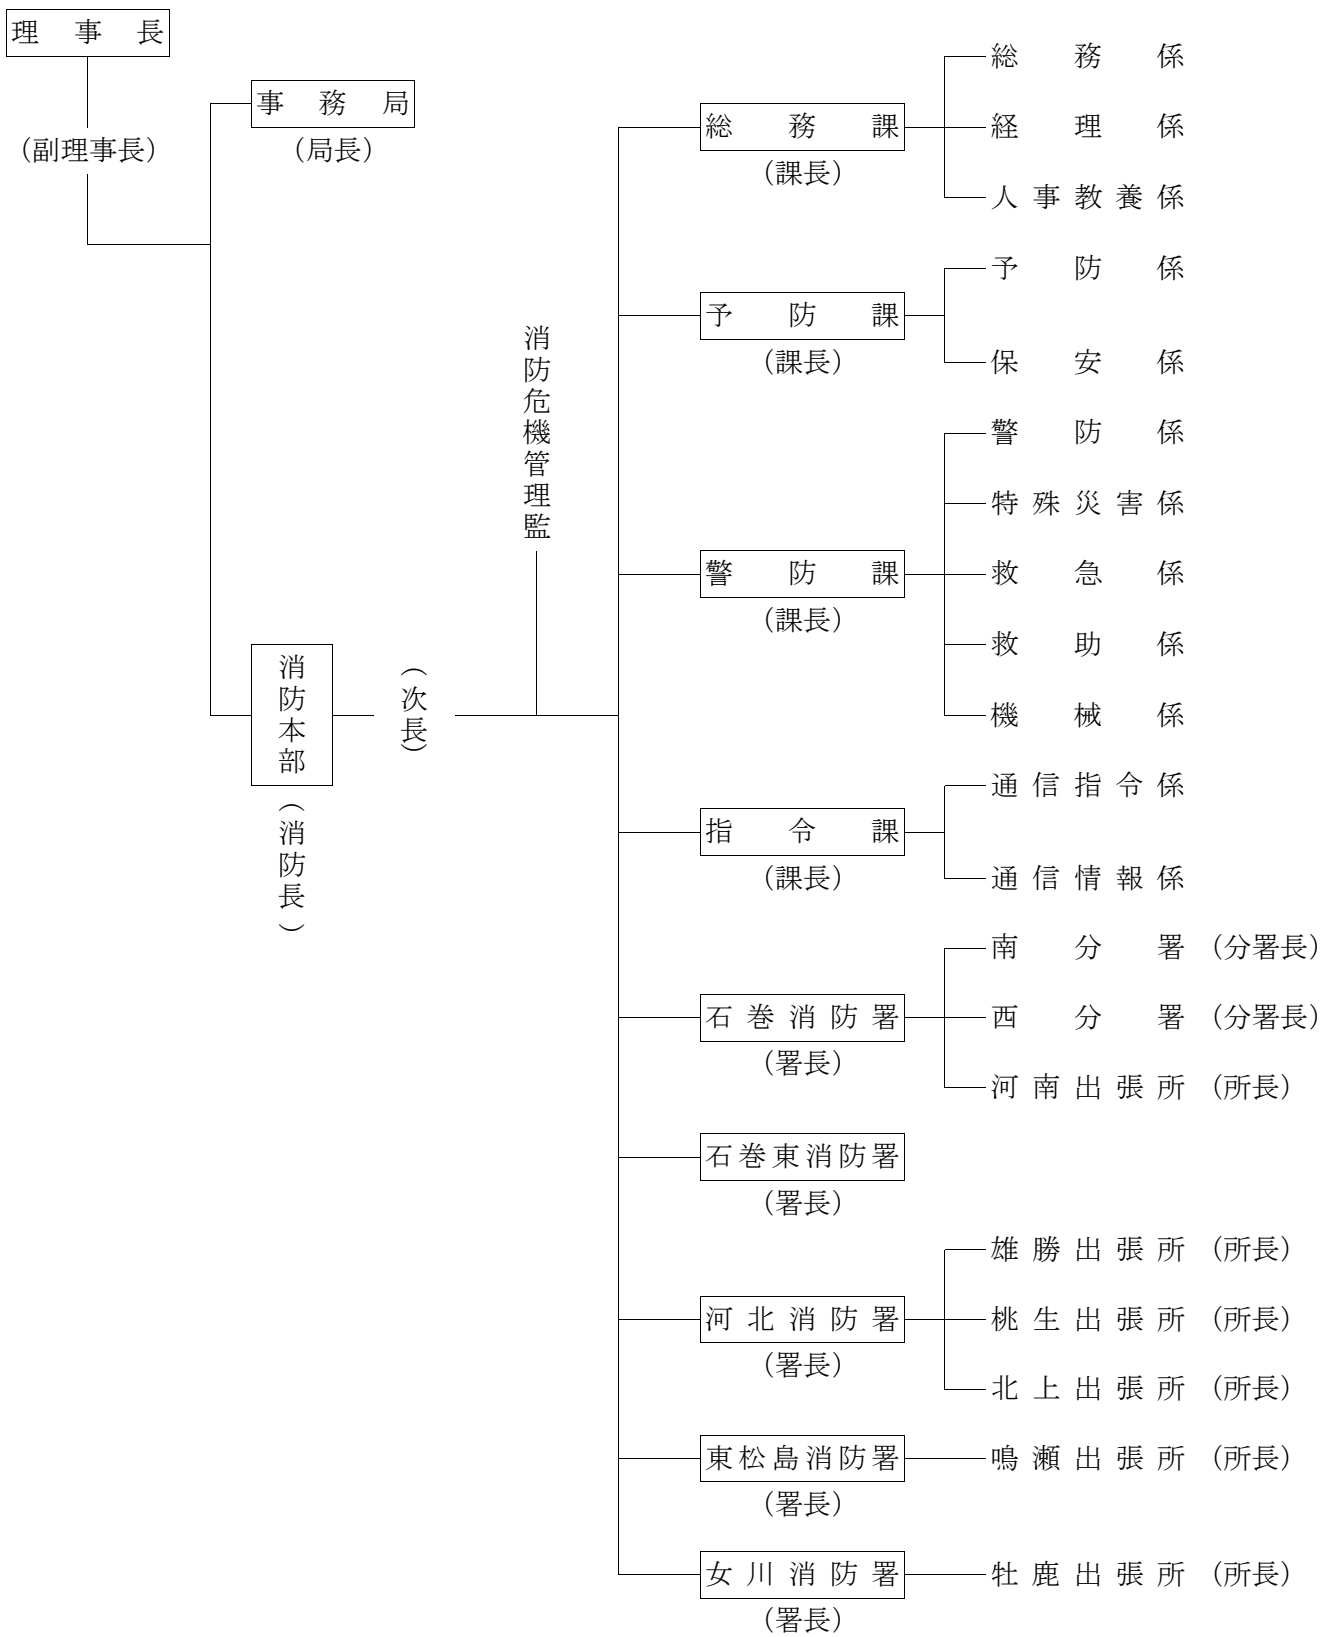 理事長
(副理事長)
事務局
(局長)
消防本部
(消防長)
(次長)
消防危機管理監
総務課
(課長)
総務係
経理係
人事教養係
予防課
(課長)
予防係
保安係
警防課
(課長)
警防係
特殊災害係
救急係
救助係
機械係
指令課
(課長)
通信指令係
通信情報係
石巻消防署
(署長)
南分署(分署長)
西分署(分署長)
河南出張所(所長)
石巻東消防署
(署長)
河北消防署
(署長)
雄勝出張所(所長)
桃生出張所(所長)
北上出張所(所長)
東松島消防署
(署長)
鳴瀬出張所(所長)
女川消防署
(署長)
牡鹿出張所(所長)